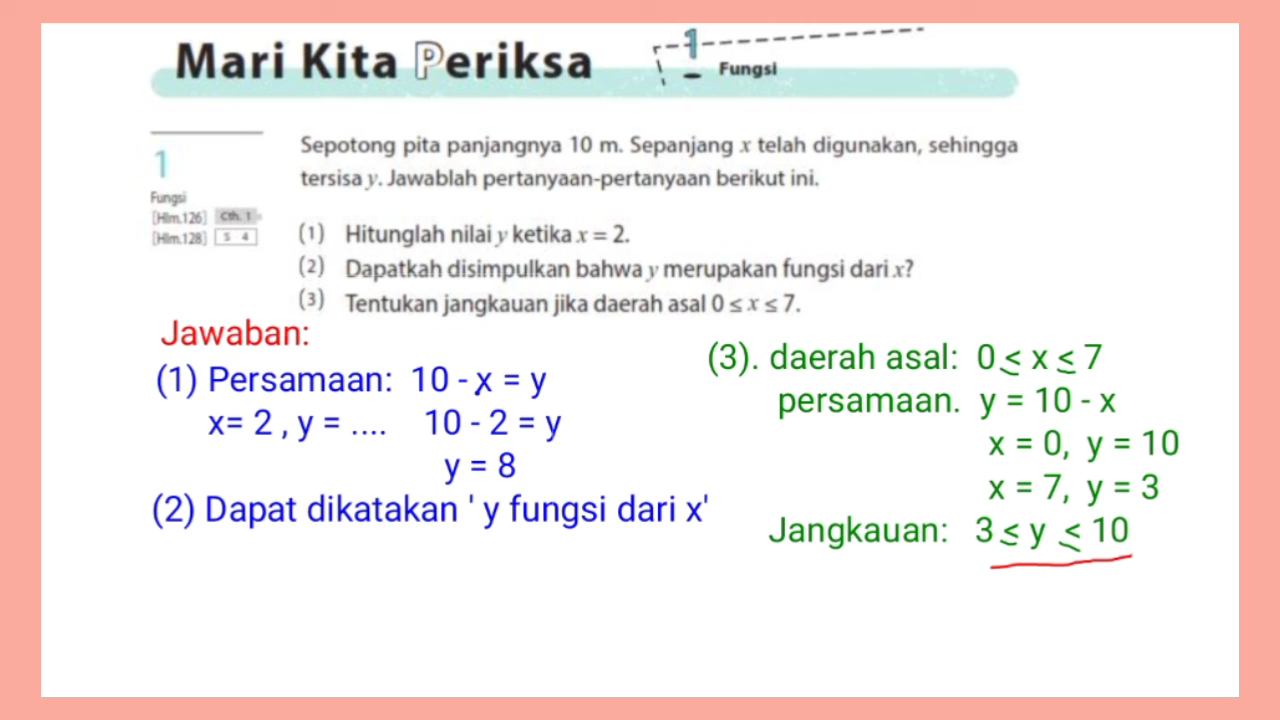 Mari Kita Periksa
1
Fungsi
1
Fungsi
[Hlm.126] Cth. 1
[Hlm.128] S 4
Sepotong pita panjangnya 10 m. Sepanjang x telah digunakan, sehingga
tersisa y. Jawablah pertanyaan-pertanyaan berikut ini.
(1) Hitunglah nilai y ketika x = 2.
(2) Dapatkah disimpulkan bahwa y merupakan fungsi dari x?
(3) Tentukan jangkauan jika daerah asal 0 ≤ x ≤ 7.
Jawaban:
(1) Persamaan: 10 - x = y
x= 2 , y = .... 10 - 2 = y
y = 8
(2) Dapat dikatakan ' y fungsi dari x'
(3). daerah asal: 0 ≤ x ≤ 7
persamaan. y = 10 - x
x = 0, y = 10
x = 7, y = 3
Jangkauan: 3 ≤ y ≤ 10